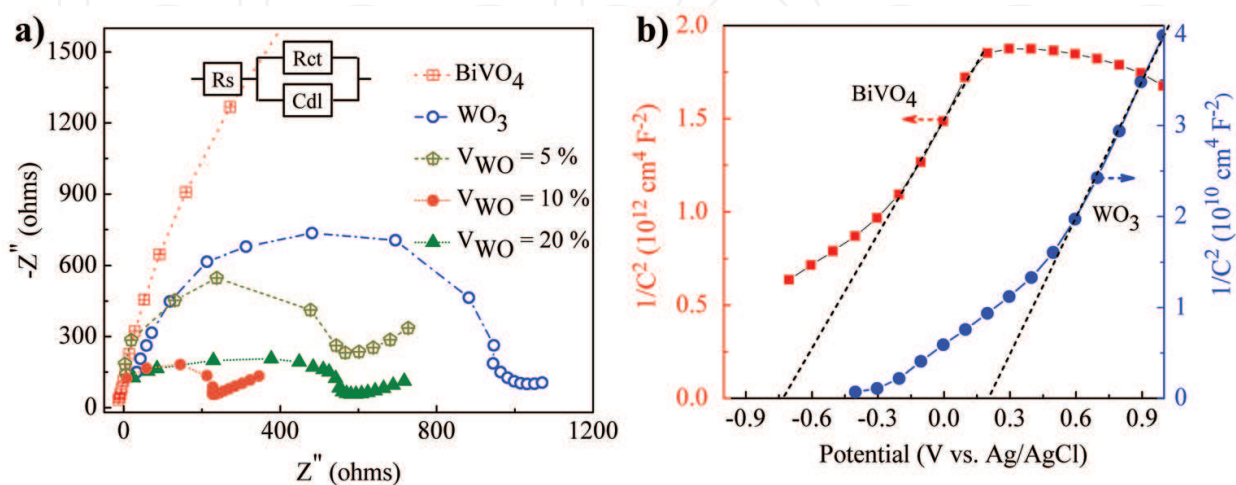 a)
-Z" (ohms)
1500
1200
900
600
300
0
0
400
800
1200
Z" (ohms)
Rs
Rct
Cdl
BiVO4
WO3
VWO = 5 %
VWO = 10 %
VWO = 20 %
b)
1/C2 (1012 cm4 F-2)
2.0
1.5
1.0
0.5
0.0
-0.9
-0.6
-0.3
0.0
0.3
0.6
0.9
Potential (V vs. Ag/AgCl)
BiVO4
WO3
4
3
2
1
0
1/C2 (1010 cm4 F-2)